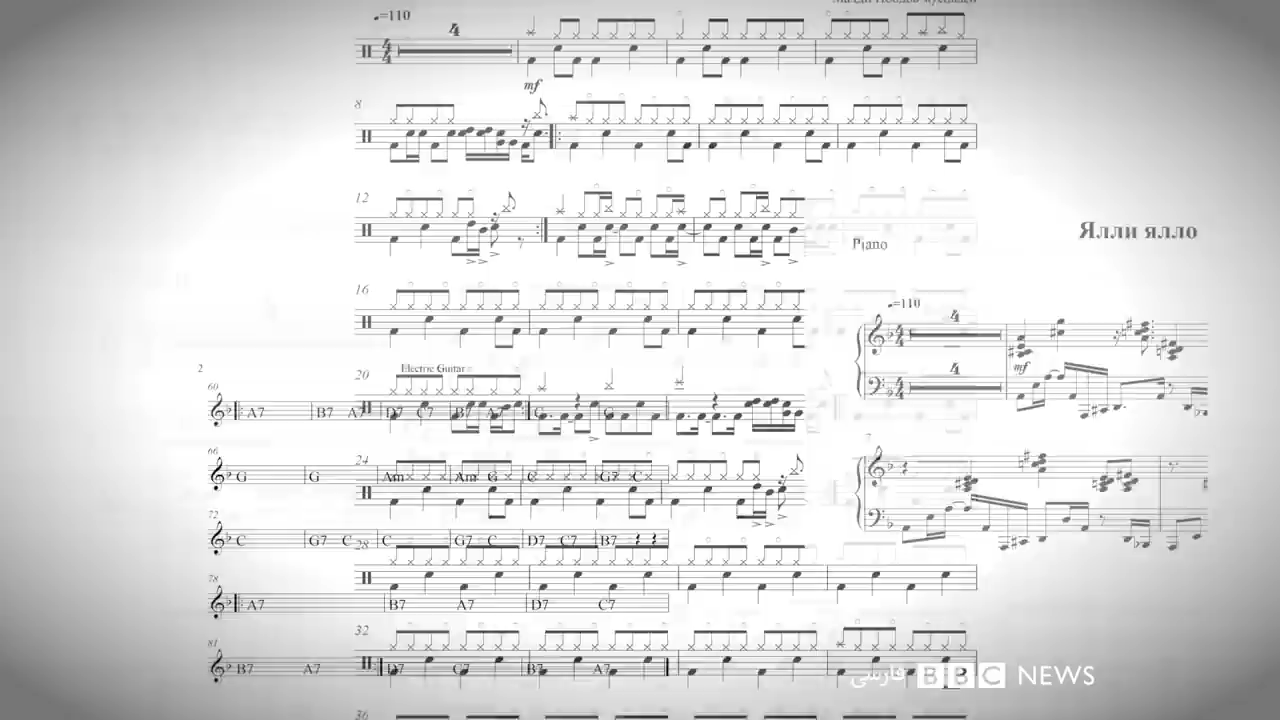 =110
4
mf
8
12
Piano
Ялли ялло
16
=110
4
4
mf
2
20
Electric Guitar
60
A7 B7 A7 D7 C7 B7 A7 C G
7
66
24
G G Am Am G C G7 C
72
C G7 C C G7 C D7 C7 B7
28
78
A7 B7 A7 D7 C7
32
81
B7 A7 D7 G7 B7 A7
36
فارسی BBC NEWS